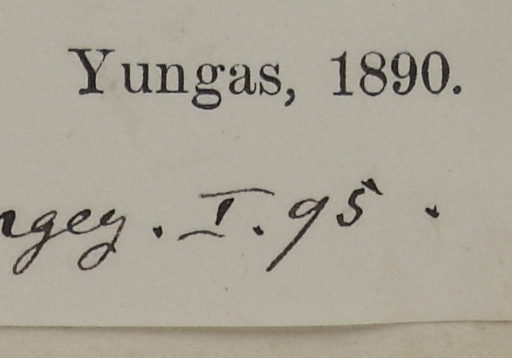 Yungas, 1890.
ngey. I. 95.